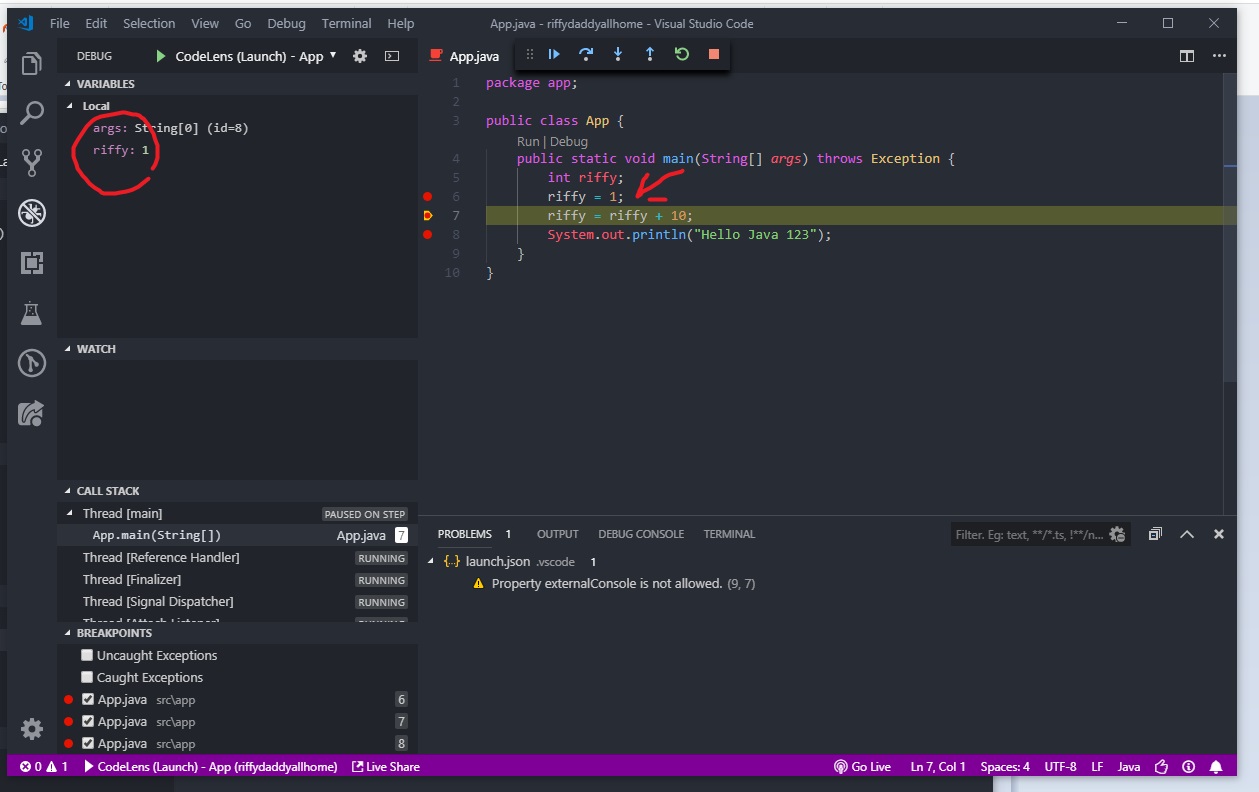 File Edit Selection View Go Debug Terminal Help
App.java - riffydaddyallhome - Visual Studio Code
DEBUG CodeLens (Launch) - App
VARIABLES
Local
args: String[0] (id=8)
riffy: 1
WATCH
CALL STACK
Thread [main] PAUSED ON STEP
App.main(String[]) App.java 7
Thread [Reference Handler] RUNNING
Thread [Finalizer] RUNNING
Thread [Signal Dispatcher] RUNNING
Thread [Attach Listener] RUNNING
BREAKPOINTS
Uncaught Exceptions
Caught Exceptions
App.java src\app 6
App.java src\app 7
App.java src\app 8
App.java
1 package app;
2
3 public class App {
Run | Debug
4 public static void main(String[] args) throws Exception {
5 int riffy;
6 riffy = 1;
7 riffy = riffy + 10;
8 System.out.println("Hello Java 123");
9 }
10 }
PROBLEMS 1 OUTPUT DEBUG CONSOLE TERMINAL
Filter. Eg: text, **/*.ts, !**/n...
launch.json .vscode 1
Property externalConsole is not allowed. (9, 7)
0 1 CodeLens (Launch) - App (riffydaddyallhome) Live Share Go Live Ln 7, Col 1 Spaces: 4 UTF-8 LF Java